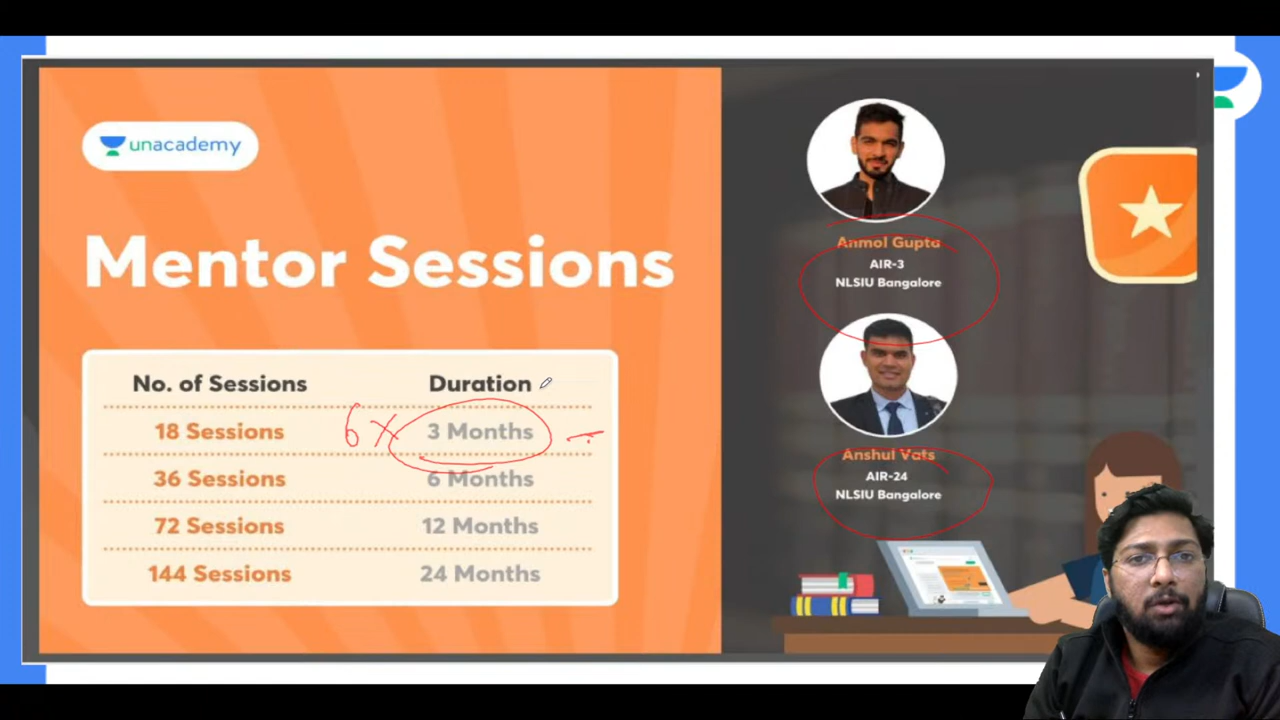 unacademy
Mentor Sessions
No. of Sessions Duration
18 Sessions 6 x 3 Months
36 Sessions 6 Months
72 Sessions 12 Months
144 Sessions 24 Months
Anmol Gupta
AIR-3
NLSIU Bangalore
Anshul Vats
AIR-24
NLSIU Bangalore